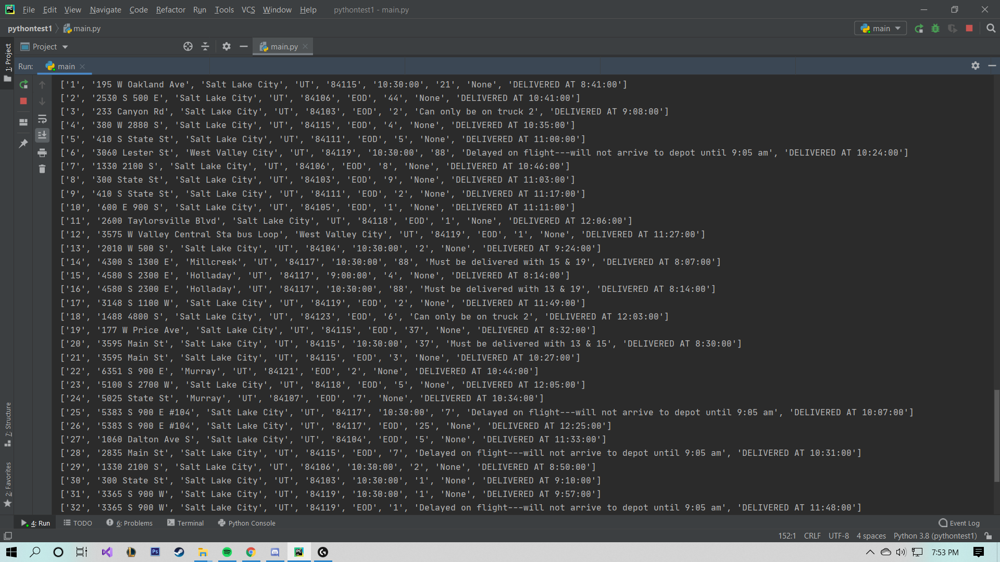 File Edit View Navigate Code Refactor Run Tools VCS Window Help pythontest1 - main.py
pythontest1 main.py main
1: Project
Project main.py
Run: main
['1', '195 W Oakland Ave', 'Salt Lake City', 'UT', '84115', '10:30:00', '21', 'None', 'DELIVERED AT 8:41:00']
['2', '2530 S 500 E', 'Salt Lake City', 'UT', '84106', 'EOD', '44', 'None', 'DELIVERED AT 10:41:00']
['3', '233 Canyon Rd', 'Salt Lake City', 'UT', '84103', 'EOD', '2', 'Can only be on truck 2', 'DELIVERED AT 9:08:00']
['4', '380 W 2880 S', 'Salt Lake City', 'UT', '84115', 'EOD', '4', 'None', 'DELIVERED AT 10:35:00']
['5', '410 S State St', 'Salt Lake City', 'UT', '84111', 'EOD', '5', 'None', 'DELIVERED AT 11:00:00']
['6', '3060 Lester St', 'West Valley City', 'UT', '84119', '10:30:00', '88', 'Delayed on flight---will not arrive to depot until 9:05 am', 'DELIVERED AT 10:24:00']
['7', '1330 2100 S', 'Salt Lake City', 'UT', '84106', 'EOD', '8', 'None', 'DELIVERED AT 10:46:00']
['8', '300 State St', 'Salt Lake City', 'UT', '84103', 'EOD', '9', 'None', 'DELIVERED AT 11:03:00']
['9', '410 S State St', 'Salt Lake City', 'UT', '84111', 'EOD', '2', 'None', 'DELIVERED AT 11:17:00']
['10', '600 E 900 S', 'Salt Lake City', 'UT', '84105', 'EOD', '1', 'None', 'DELIVERED AT 11:11:00']
['11', '2600 Taylorsville Blvd', 'Salt Lake City', 'UT', '84118', 'EOD', '1', 'None', 'DELIVERED AT 12:06:00']
['12', '3575 W Valley Central Sta bus Loop', 'West Valley City', 'UT', '84119', 'EOD', '1', 'None', 'DELIVERED AT 11:27:00']
['13', '2010 W 500 S', 'Salt Lake City', 'UT', '84104', '10:30:00', '2', 'None', 'DELIVERED AT 9:24:00']
['14', '4300 S 1300 E', 'Millcreek', 'UT', '84117', '10:30:00', '88', 'Must be delivered with 15 & 19', 'DELIVERED AT 8:07:00']
['15', '4580 S 2300 E', 'Holladay', 'UT', '84117', '9:00:00', '4', 'None', 'DELIVERED AT 8:14:00']
['16', '4580 S 2300 E', 'Holladay', 'UT', '84117', '10:30:00', '88', 'Must be delivered with 13 & 19', 'DELIVERED AT 8:14:00']
['17', '3148 S 1100 W', 'Salt Lake City', 'UT', '84119', 'EOD', '2', 'None', 'DELIVERED AT 11:49:00']
['18', '1488 4800 S', 'Salt Lake City', 'UT', '84123', 'EOD', '6', 'Can only be on truck 2', 'DELIVERED AT 12:03:00']
['19', '177 W Price Ave', 'Salt Lake City', 'UT', '84115', 'EOD', '37', 'None', 'DELIVERED AT 8:32:00']
['20', '3595 Main St', 'Salt Lake City', 'UT', '84115', '10:30:00', '37', 'Must be delivered with 13 & 15', 'DELIVERED AT 8:30:00']
['21', '3595 Main St', 'Salt Lake City', 'UT', '84115', 'EOD', '3', 'None', 'DELIVERED AT 10:27:00']
['22', '6351 S 900 E', 'Murray', 'UT', '84121', 'EOD', '2', 'None', 'DELIVERED AT 10:44:00']
['23', '5100 S 2700 W', 'Salt Lake City', 'UT', '84118', 'EOD', '5', 'None', 'DELIVERED AT 12:05:00']
['24', '5025 State St', 'Murray', 'UT', '84107', 'EOD', '7', 'None', 'DELIVERED AT 10:34:00']
['25', '5383 S 900 E #104', 'Salt Lake City', 'UT', '84117', '10:30:00', '7', 'Delayed on flight---will not arrive to depot until 9:05 am', 'DELIVERED AT 10:07:00']
['26', '5383 S 900 E #104', 'Salt Lake City', 'UT', '84117', 'EOD', '25', 'None', 'DELIVERED AT 12:25:00']
['27', '1060 Dalton Ave S', 'Salt Lake City', 'UT', '84104', 'EOD', '5', 'None', 'DELIVERED AT 11:33:00']
['28', '2835 Main St', 'Salt Lake City', 'UT', '84115', 'EOD', '7', 'Delayed on flight---will not arrive to depot until 9:05 am', 'DELIVERED AT 10:31:00']
['29', '1330 2100 S', 'Salt Lake City', 'UT', '84106', '10:30:00', '2', 'None', 'DELIVERED AT 8:50:00']
['30', '300 State St', 'Salt Lake City', 'UT', '84103', '10:30:00', '1', 'None', 'DELIVERED AT 9:10:00']
['31', '3365 S 900 W', 'Salt Lake City', 'UT', '84119', '10:30:00', '1', 'None', 'DELIVERED AT 9:57:00']
['32', '3365 S 900 W', 'Salt Lake City', 'UT', '84119', 'EOD', '1', 'Delayed on flight---will not arrive to depot until 9:05 am', 'DELIVERED AT 11:48:00']
7: Structure
2: Favorites
4: Run TODO 6: Problems Terminal Python Console Event Log
152:1 CRLF UTF-8 4 spaces Python 3.8 (pythontest1)
7:53 PM